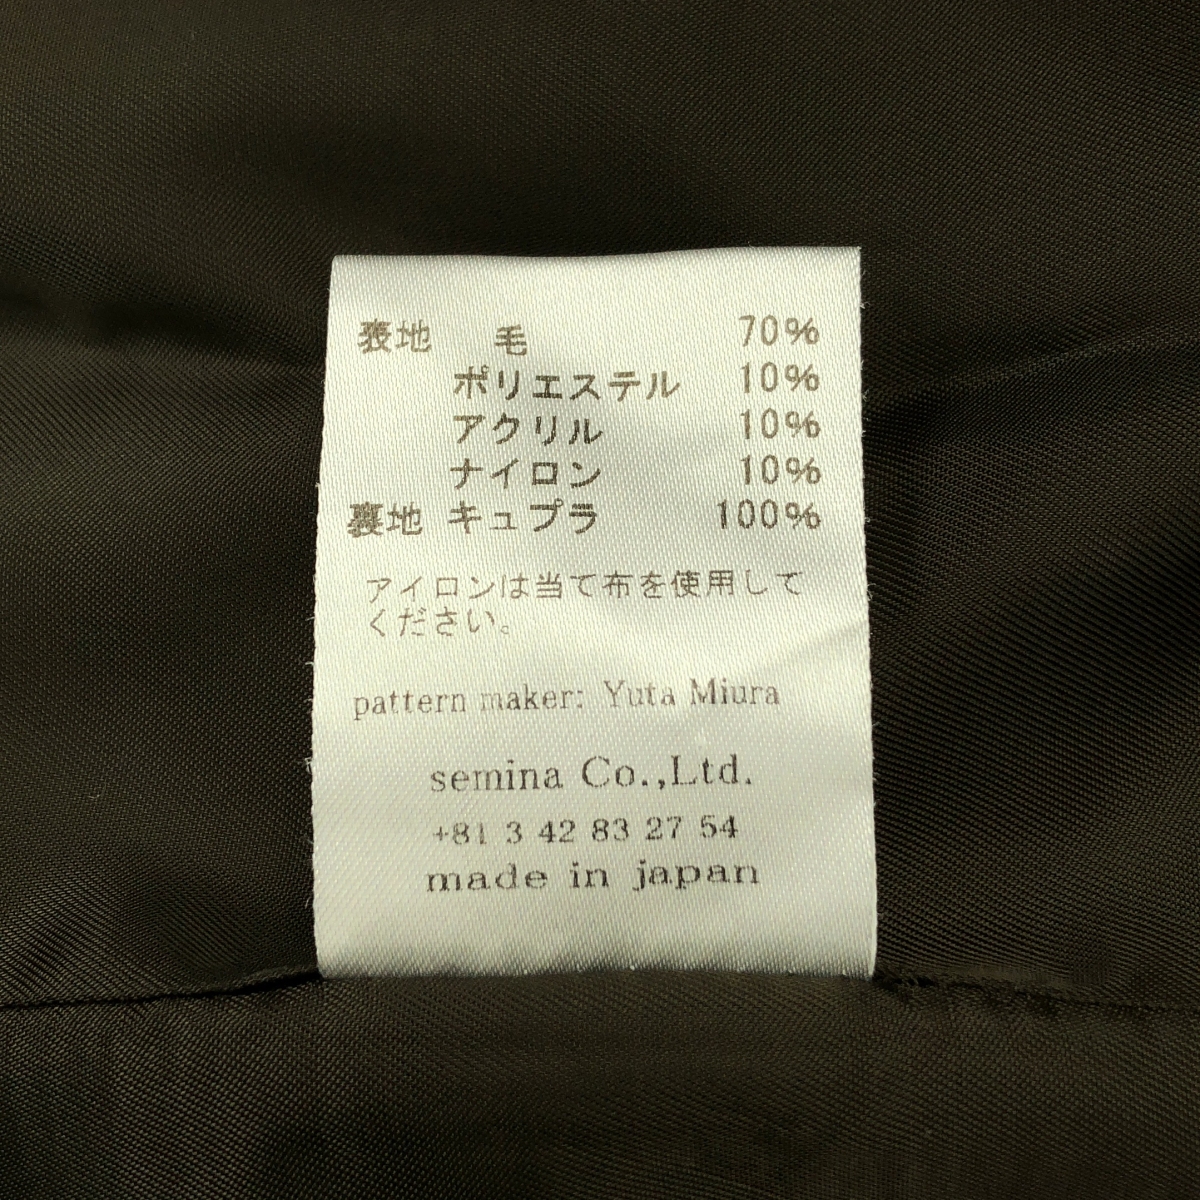 表地 毛 70%
ポリエステル 10%
アクリル 10%
ナイロン 10%
裏地 キュプラ 100%
アイロンは当て布を使用して
ください。
pattern maker: Yuta Miura
semina Co.,Ltd.
+81 3 42 83 27 54
made in japan